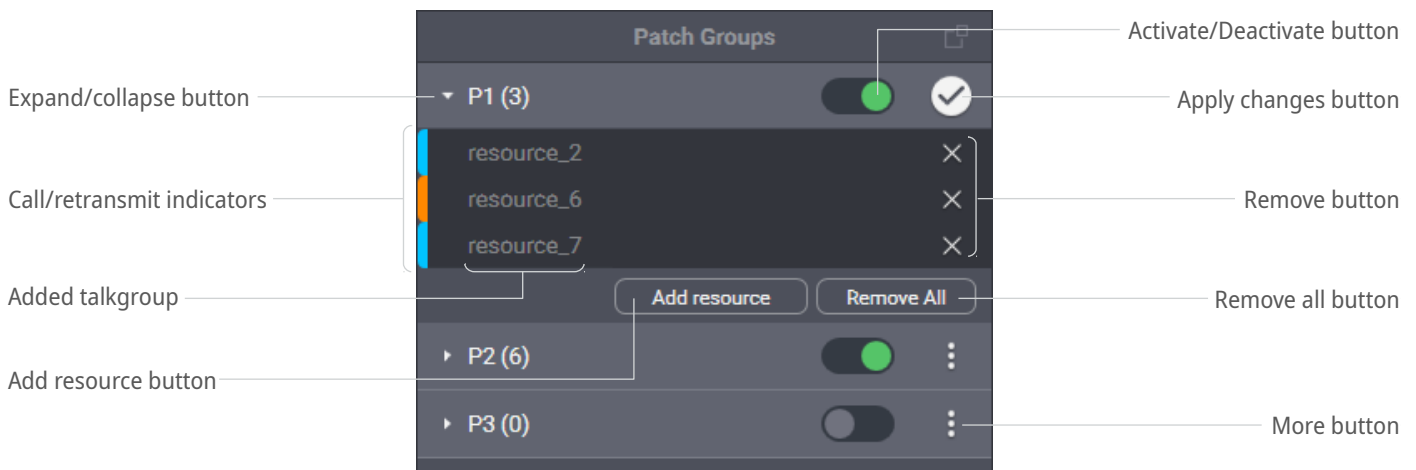 Patch Groups
Activate/Deactivate button
Expand/collapse button
P1 (3)
Apply changes button
resource_2
Call/retransmit indicators
resource_6
Remove button
resource_7
Added talkgroup
Add resource
Remove All
Remove all button
P2 (6)
Add resource button
P3 (0)
More button